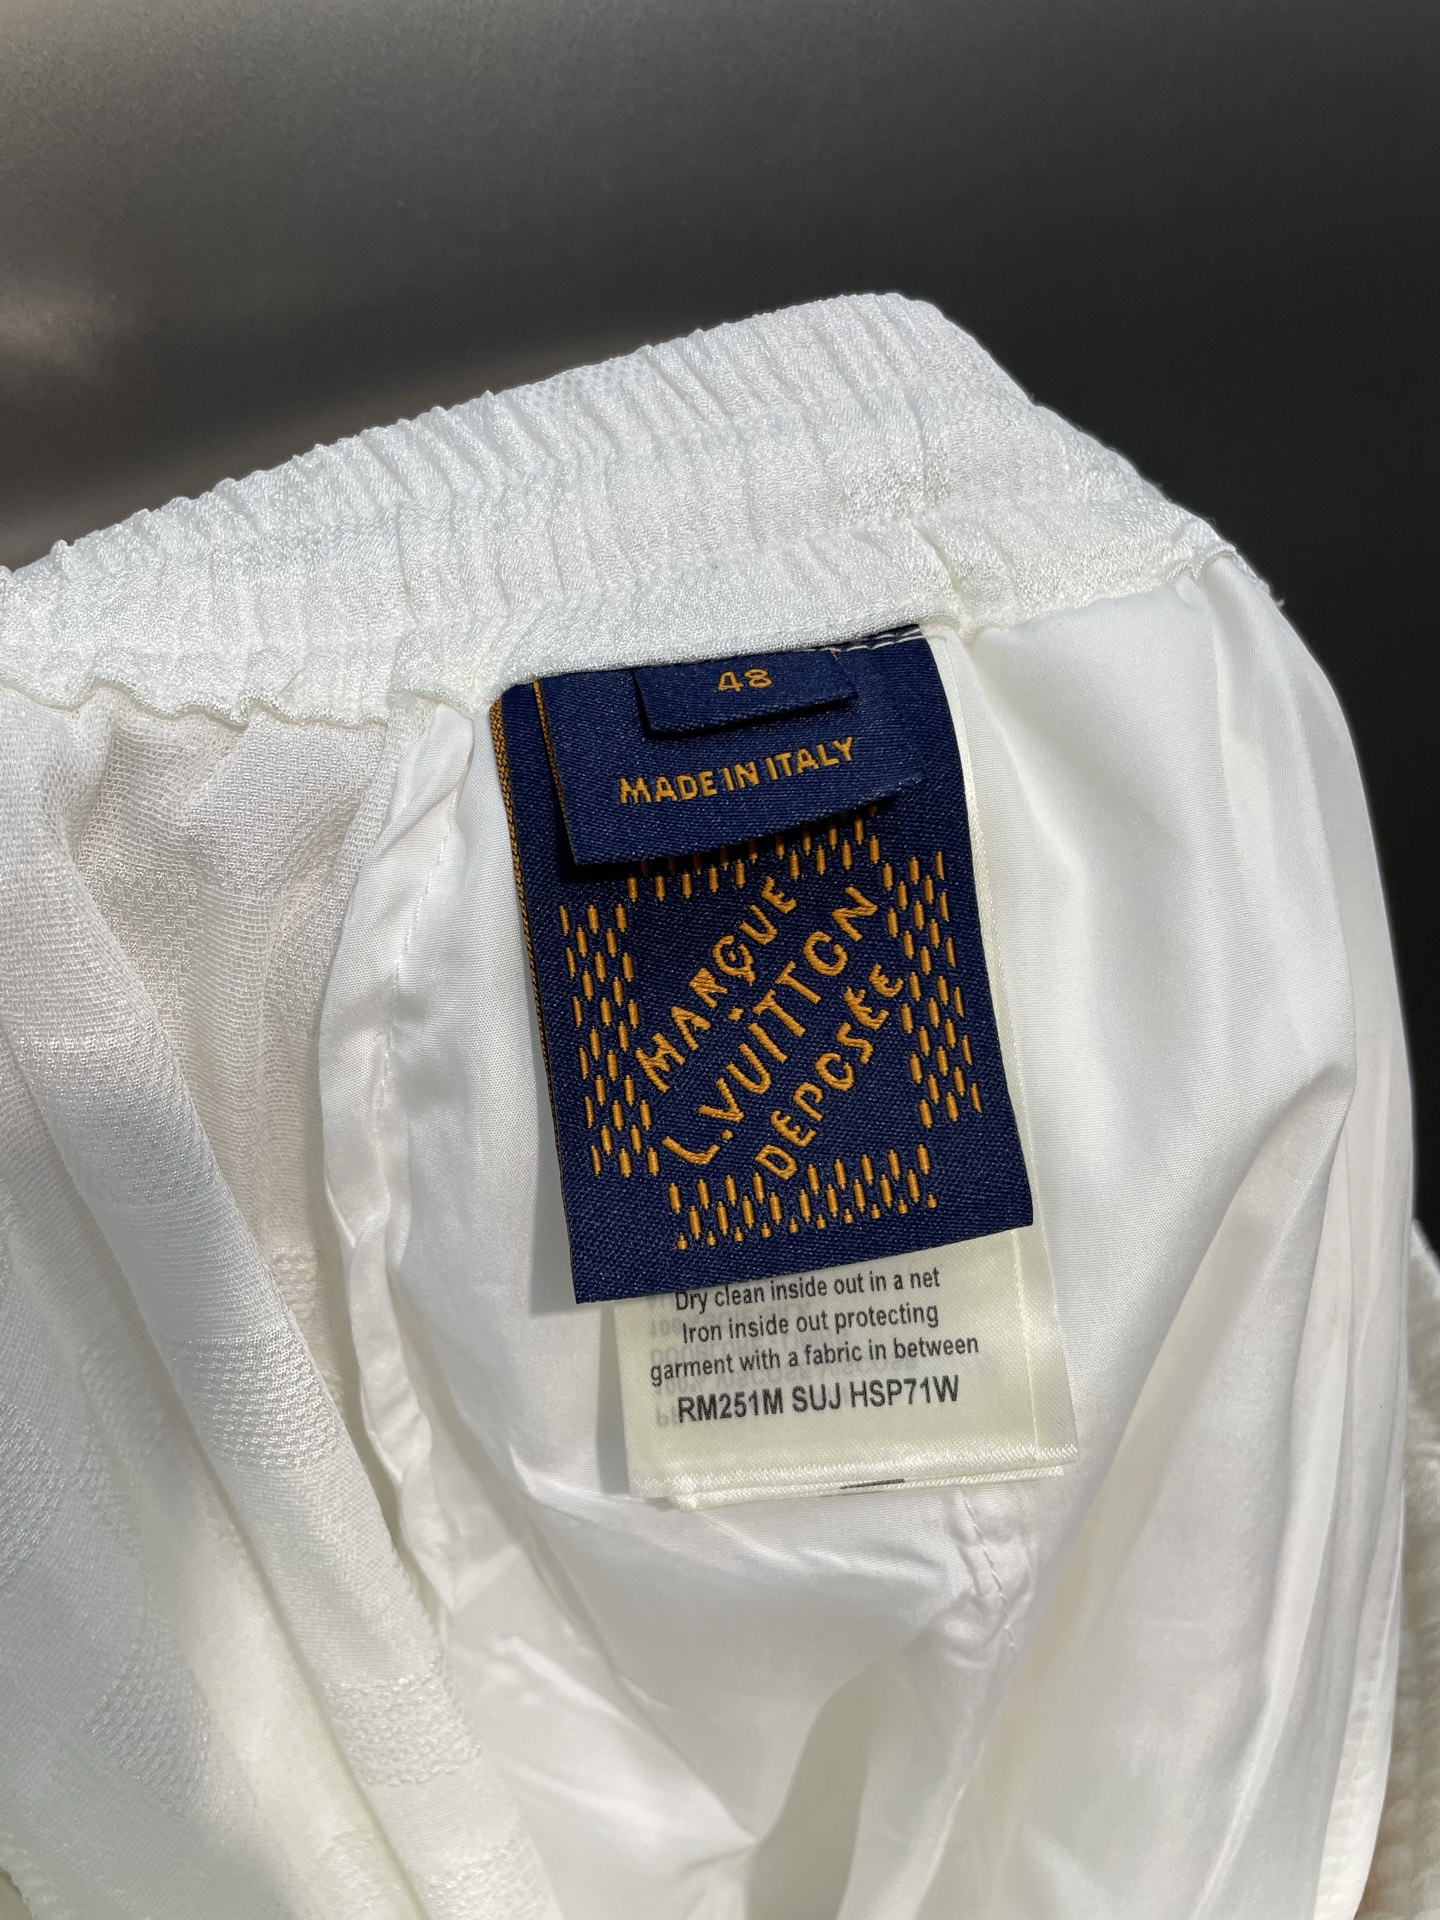 48
MADE IN ITALY
MARQUE
L.VUITTON
DEPOSÉE
Dry clean inside out in a net
Iron inside out protecting
garment with a fabric in between
RM251M SUJ HSP71W